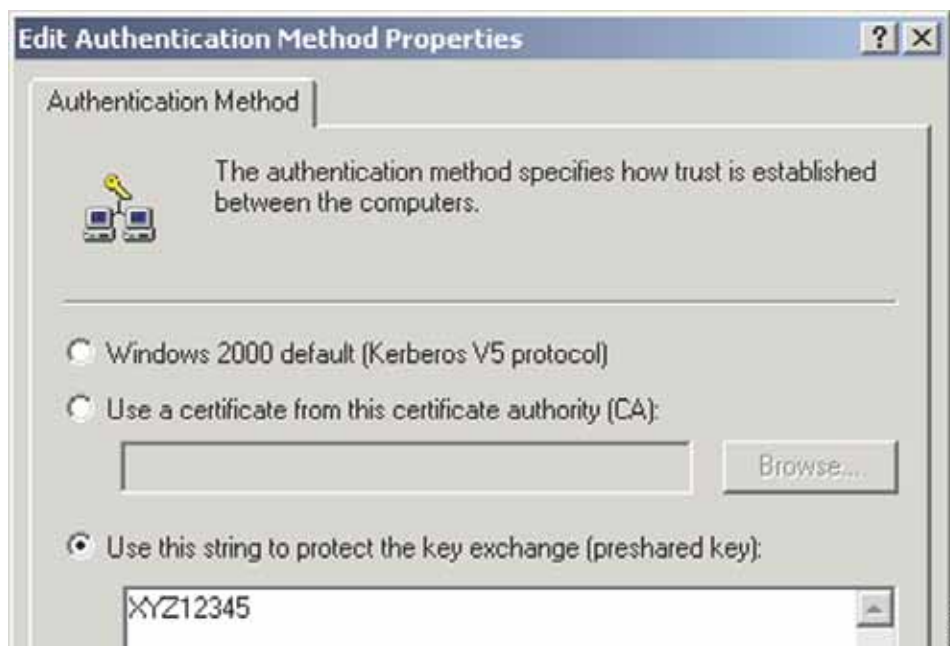 Edit Authentication Method Properties
Authentication Method
The authentication method specifies how trust is established
between the computers.
Windows 2000 default (Kerberos V5 protocol)
Use a certificate from this certificate authority (CA):
Browse...
Use this string to protect the key exchange (preshared key):
XYZ12345